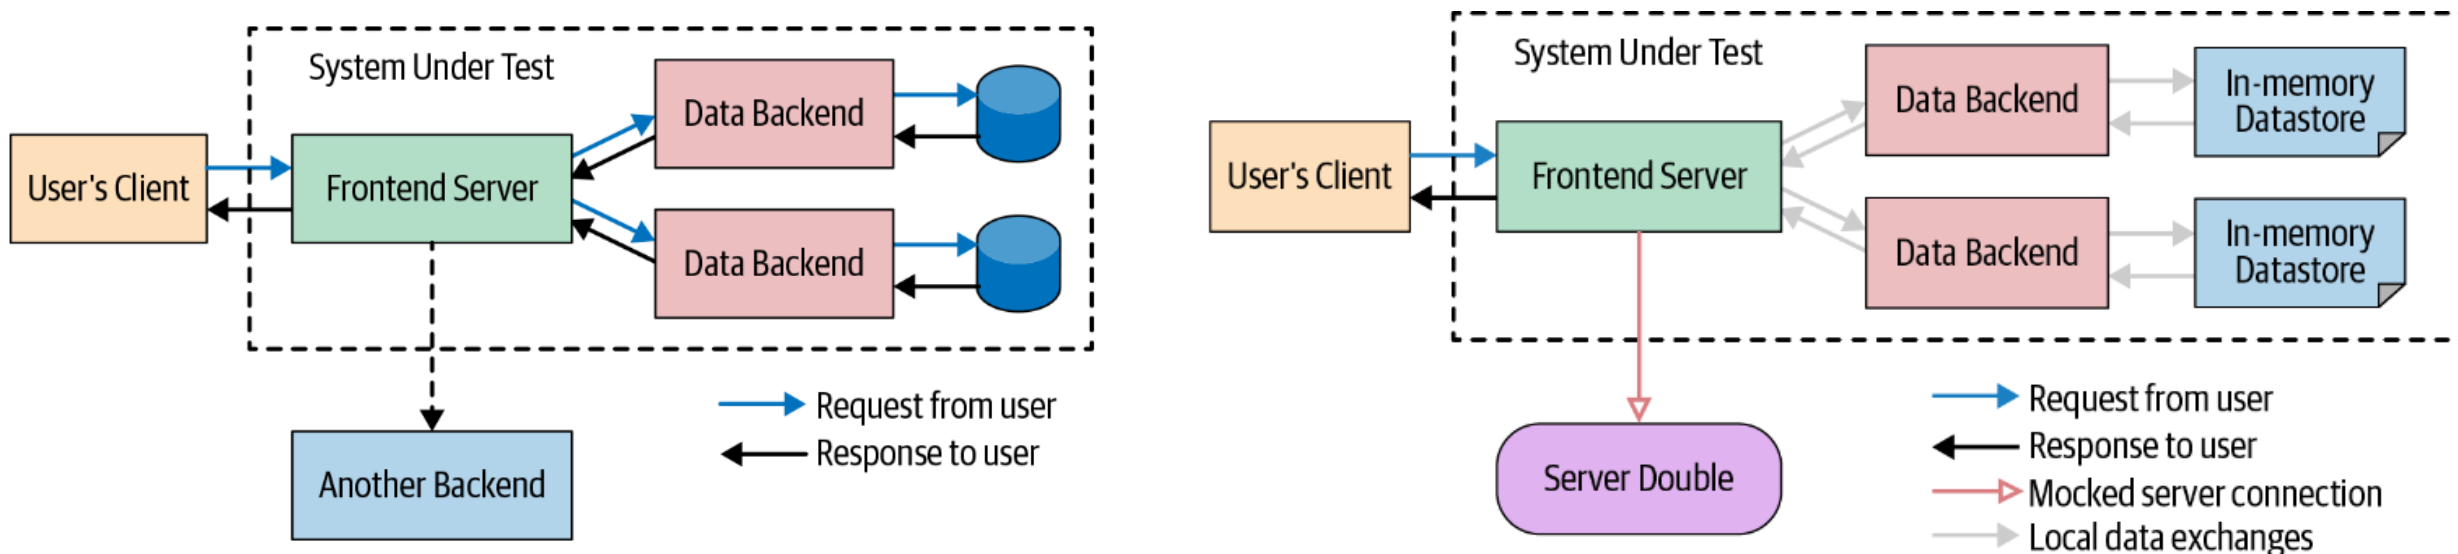 System Under Test
User's Client
Frontend Server
Data Backend
Data Backend
Another Backend
Request from user
Response to user
System Under Test
User's Client
Frontend Server
Data Backend
In-memory
Datastore
Data Backend
In-memory
Datastore
Server Double
Request from user
Response to user
Mocked server connection
Local data exchanges